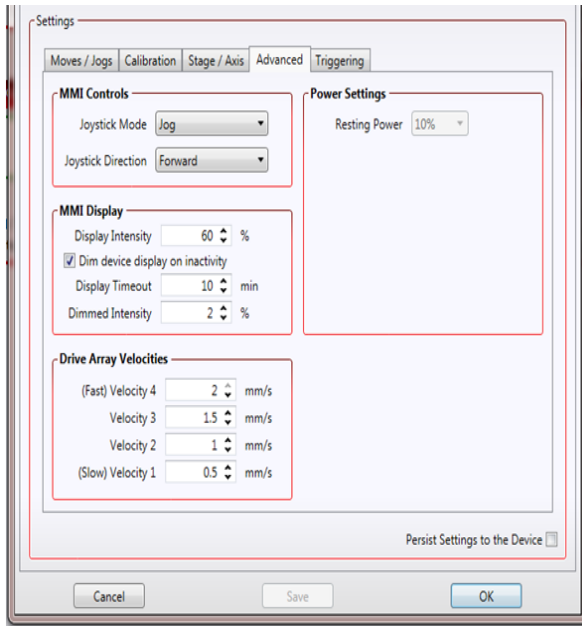 Settings
Moves / Jogs Calibration Stage / Axis Advanced Triggering
MMI Controls
Joystick Mode Jog
Joystick Direction Forward
Power Settings
Resting Power 10%
MMI Display
Display Intensity 60 %
Dim device display on inactivity
Display Timeout 10 min
Dimmed Intensity 2 %
Drive Array Velocities
(Fast) Velocity 4 2 mm/s
Velocity 3 1.5 mm/s
Velocity 2 1 mm/s
(Slow) Velocity 1 0.5 mm/s
Persist Settings to the Device
Cancel Save OK